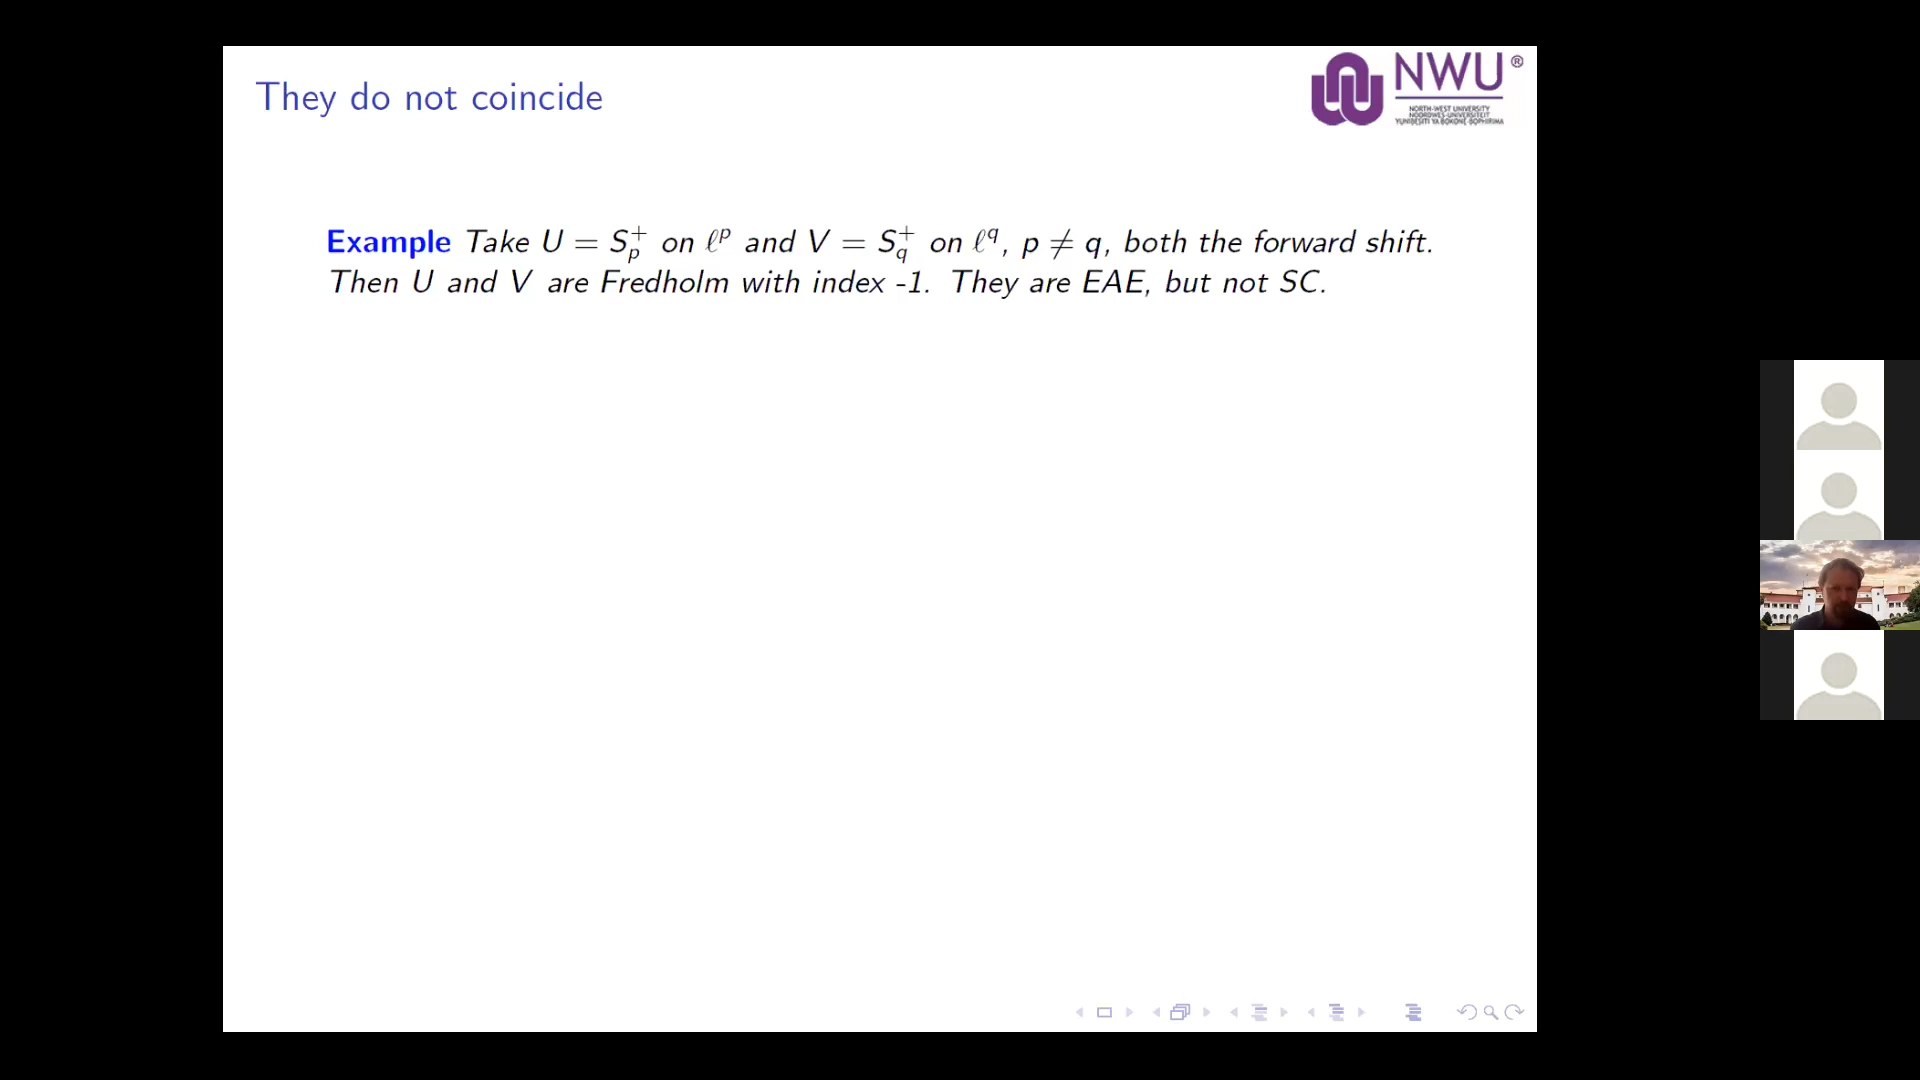 They do not coincide
NWU ®
NORTH-WEST UNIVERSITY
NOORDWES-UNIVERSITEIT
YUNIBESITI YA BOKONE-BOPHIRIMA
Example Take U = S_p^+ on ℓ^p and V = S_q^+ on ℓ^q, p ≠ q, both the forward shift.
Then U and V are Fredholm with index -1. They are EAE, but not SC.